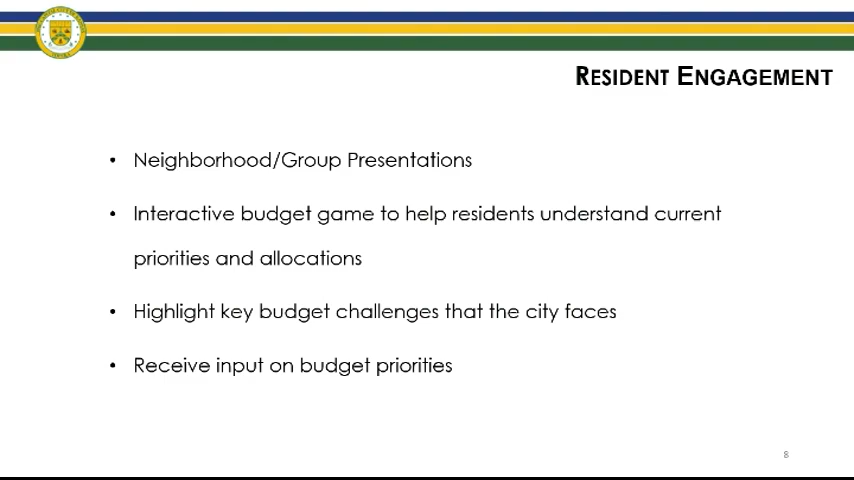 RESIDENT ENGAGEMENT
• Neighborhood/Group Presentations
• Interactive budget game to help residents understand current
priorities and allocations
• Highlight key budget challenges that the city faces
• Receive input on budget priorities
8